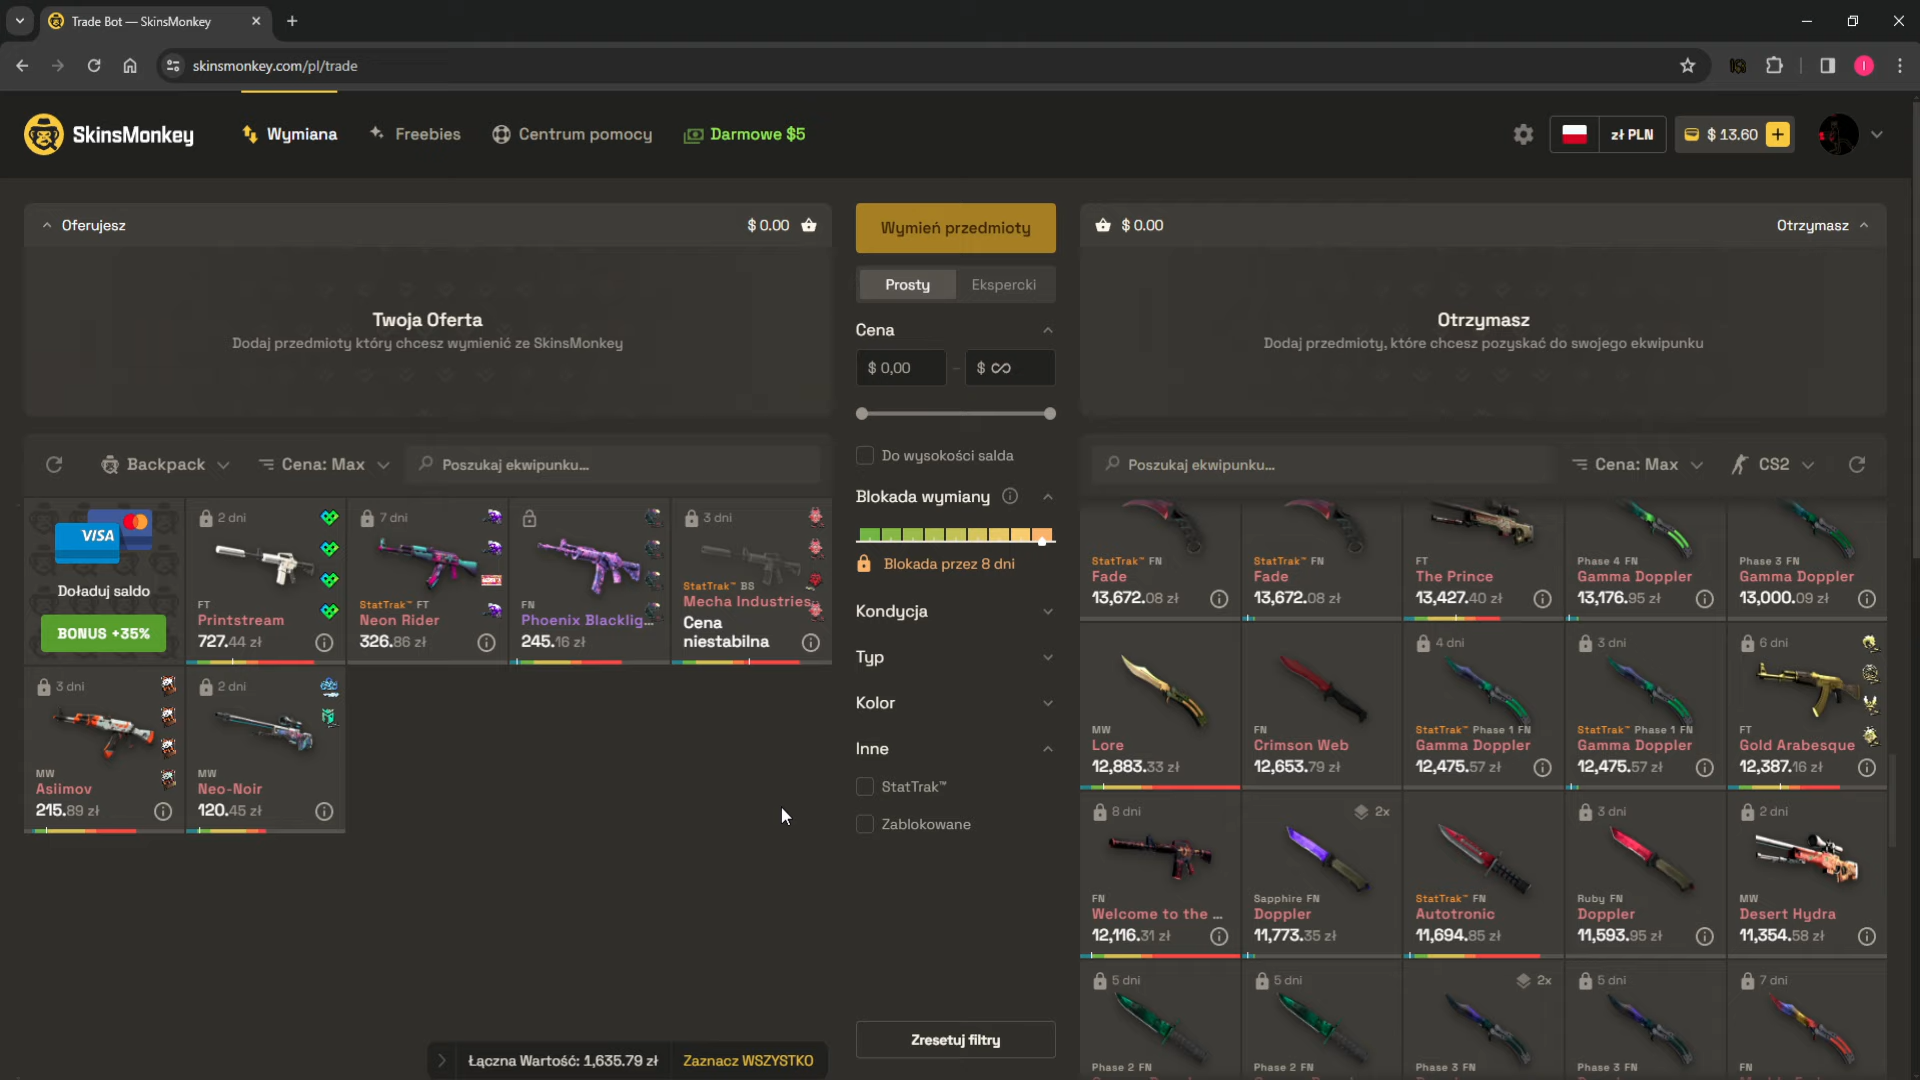 Trade Bot — SkinsMonkey
skinsmonkey.com/pl/trade
SkinsMonkey
Wymiana
Freebies
Centrum pomocy
Darmowe $5
zł PLN
$ 13.60
Oferujesz
$ 0.00
Twoja Oferta
Dodaj przedmioty który chcesz wymienić ze SkinsMonkey
Wymień przedmioty
Prosty
Ekspercki
$ 0.00
Otrzymasz
Otrzymasz
Dodaj przedmioty, które chcesz pozyskać do swojego ekwipunku
Cena
$ 0,00
-
$ ∞
Do wysokości salda
Blokada wymiany
Blokada przez 8 dni
Kondycja
Typ
Kolor
Inne
StatTrak™
Zablokowane
Zresetuj filtry
Backpack
Cena: Max
Poszukaj ekwipunku...
VISA
Doładuj saldo
BONUS +35%
2 dni
FT
Printstream
727.44 zł
7 dni
StatTrak™ FT
Neon Rider
326.86 zł
FN
Phoenix Blacklig...
245.16 zł
3 dni
StatTrak™ BS
Mecha Industries
Cena
niestabilna
3 dni
MW
Asiimov
215.89 zł
2 dni
MW
Neo-Noir
120.45 zł
Łączna Wartość: 1,635.79 zł
Zaznacz WSZYSTKO
Poszukaj ekwipunku...
Cena: Max
CS2
StatTrak™ FN
Fade
13,672.08 zł
StatTrak™ FN
Fade
13,672.08 zł
FT
The Prince
13,427.40 zł
Phase 4 FN
Gamma Doppler
13,176.95 zł
Phase 3 FN
Gamma Doppler
13,000.09 zł
MW
Lore
12,883.33 zł
FN
Crimson Web
12,653.79 zł
4 dni
StatTrak™ Phase 1 FN
Gamma Doppler
12,475.57 zł
3 dni
StatTrak™ Phase 1 FN
Gamma Doppler
12,475.57 zł
6 dni
FT
Gold Arabesque
12,387.16 zł
8 dni
FN
Welcome to the ...
12,116.31 zł
2x
Sapphire FN
Doppler
11,773.35 zł
StatTrak™ FN
Autotronic
11,694.85 zł
3 dni
Ruby FN
Doppler
11,593.95 zł
2 dni
MW
Desert Hydra
11,354.58 zł
5 dni
Phase 2 FN
5 dni
Phase 2 FN
2x
Phase 3 FN
5 dni
Phase 3 FN
7 dni
FN